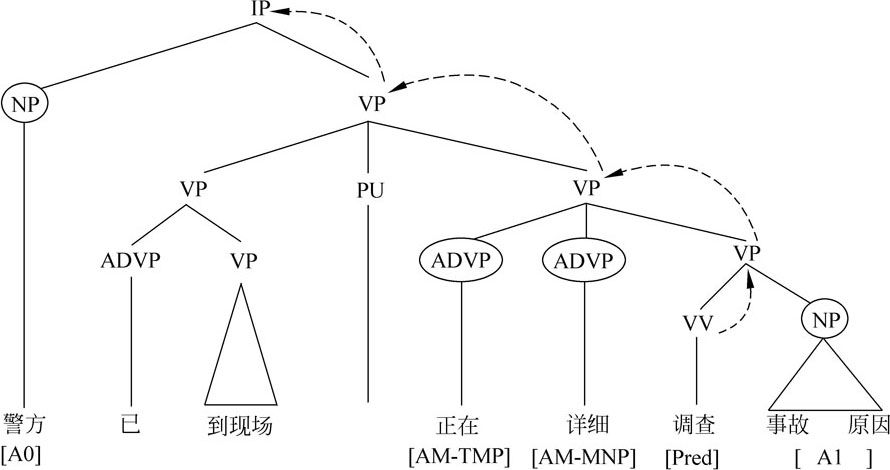 IP
NP VP
VP PU VP
ADVP VP ADVP ADVP VP
VV NP
警方 已 到现场 正在 详细 调查 事故 原因
[A0] [AM-TMP] [AM-MNP] [Pred] [ A1 ]